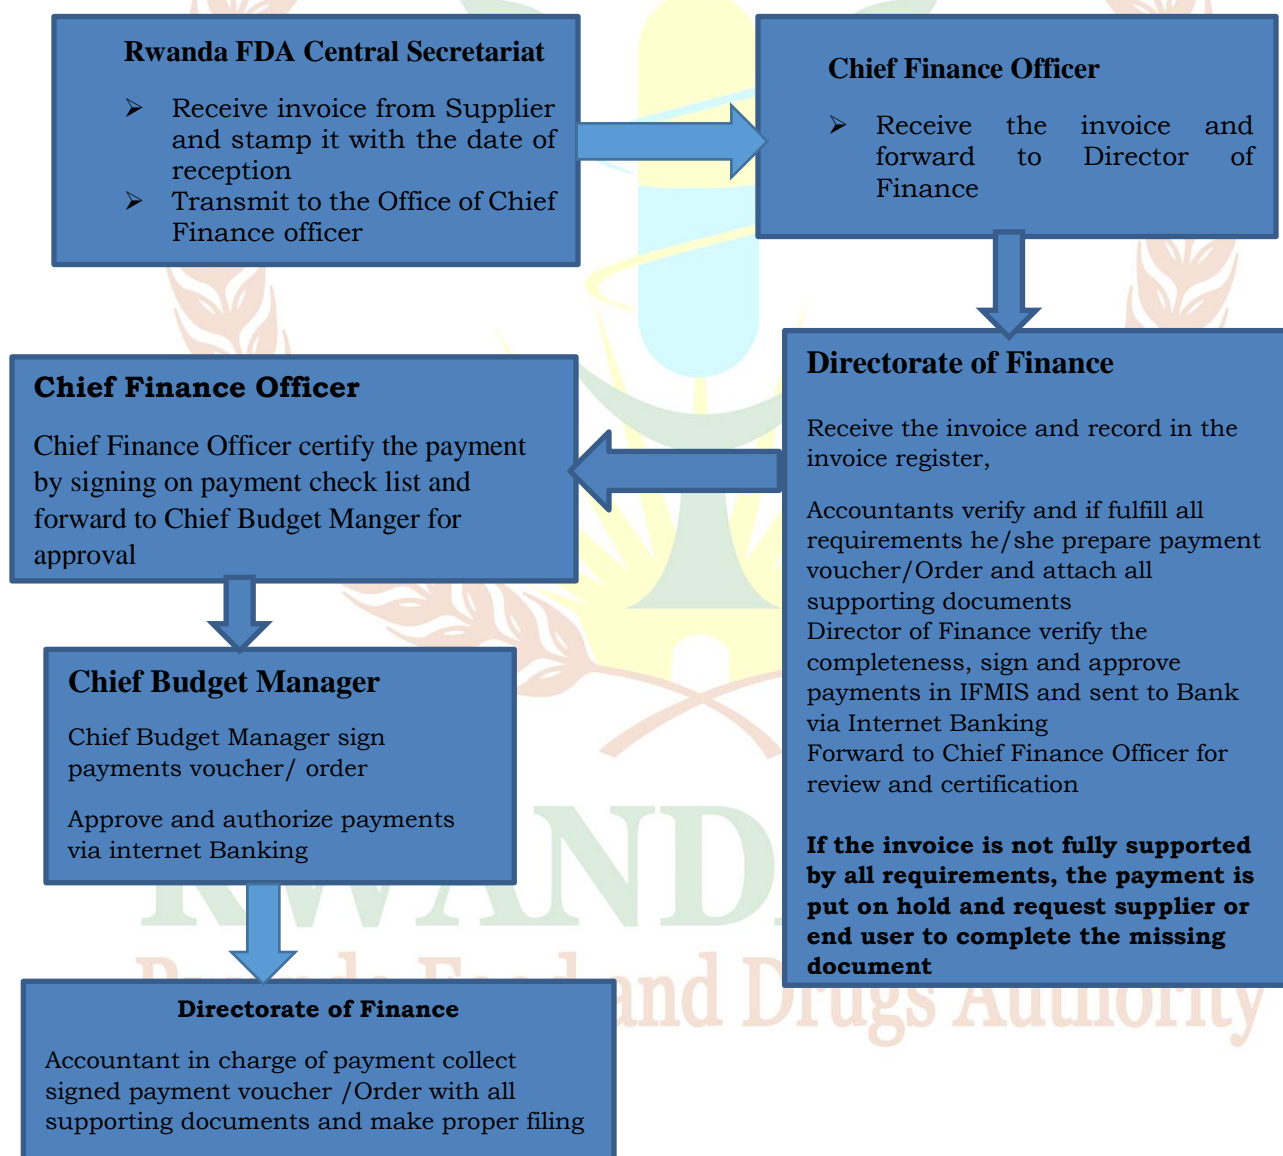 Rwanda FDA Central Secretariat
➢ Receive invoice from Supplier
and stamp it with the date of
reception
➢ Transmit to the Office of Chief
Finance officer
Chief Finance Officer
➢ Receive the invoice and
forward to Director of
Finance
Directorate of Finance
Receive the invoice and record in the
invoice register,
Accountants verify and if fulfill all
requirements he/she prepare payment
voucher/Order and attach all
supporting documents
Director of Finance verify the
completeness, sign and approve
payments in IFMIS and sent to Bank
via Internet Banking
Forward to Chief Finance Officer for
review and certification
If the invoice is not fully supported
by all requirements, the payment is
put on hold and request supplier or
end user to complete the missing
document
Chief Finance Officer
Chief Finance Officer certify the payment
by signing on payment check list and
forward to Chief Budget Manger for
approval
Chief Budget Manager
Chief Budget Manager sign
payments voucher/ order
Approve and authorize payments
via internet Banking
Directorate of Finance
Accountant in charge of payment collect
signed payment voucher /Order with all
supporting documents and make proper filing
RWANDA
Rwanda Food and Drugs Authority